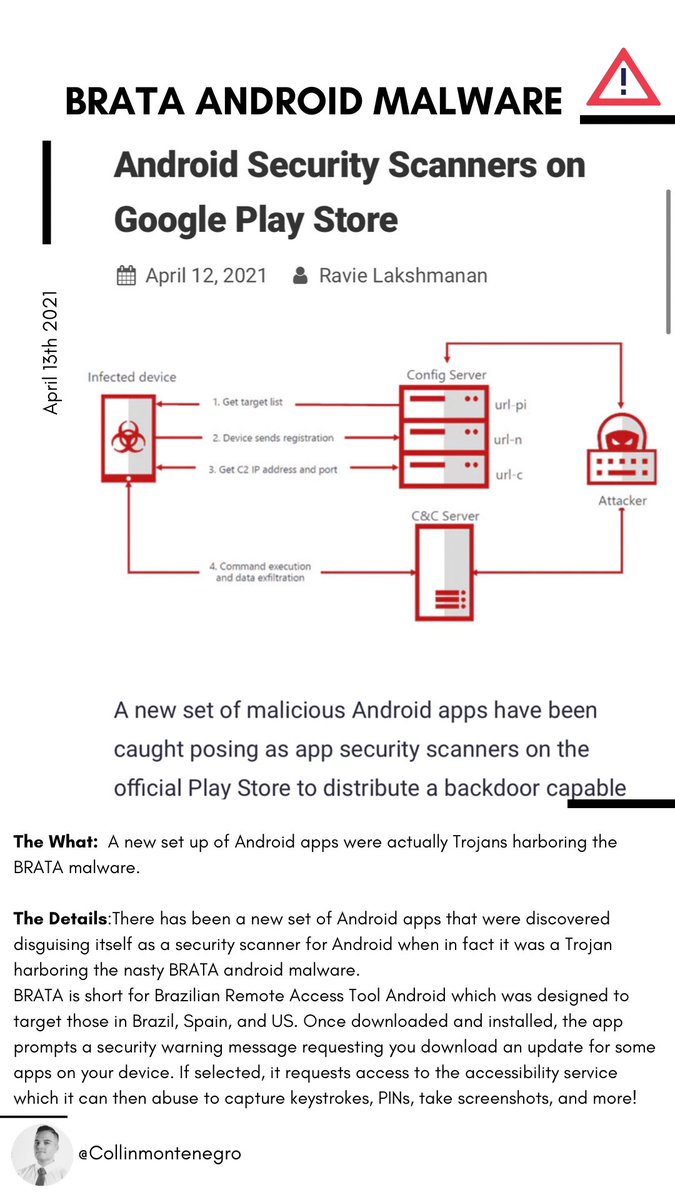 BRATA ANDROID MALWARE
Android Security Scanners on
Google Play Store
April 12, 2021 Ravie Lakshmanan
April 13th 2021
Infected device
Config Server
1. Get target list
url-pi
2. Device sends registration
url-n
3. Get C2 IP address and port
url-c
Attacker
C&C Server
4. Command execution
and data exfiltration
A new set of malicious Android apps have been
caught posing as app security scanners on the
official Play Store to distribute a backdoor capable
The What: A new set up of Android apps were actually Trojans harboring the
BRATA malware.
The Details:There has been a new set of Android apps that were discovered
disguising itself as a security scanner for Android when in fact it was a Trojan
harboring the nasty BRATA android malware.
BRATA is short for Brazilian Remote Access Tool Android which was designed to
target those in Brazil, Spain, and US. Once downloaded and installed, the app
prompts a security warning message requesting you download an update for some
apps on your device. If selected, it requests access to the accessibility service
which it can then abuse to capture keystrokes, PINs, take screenshots, and more!
@Collinmontenegro